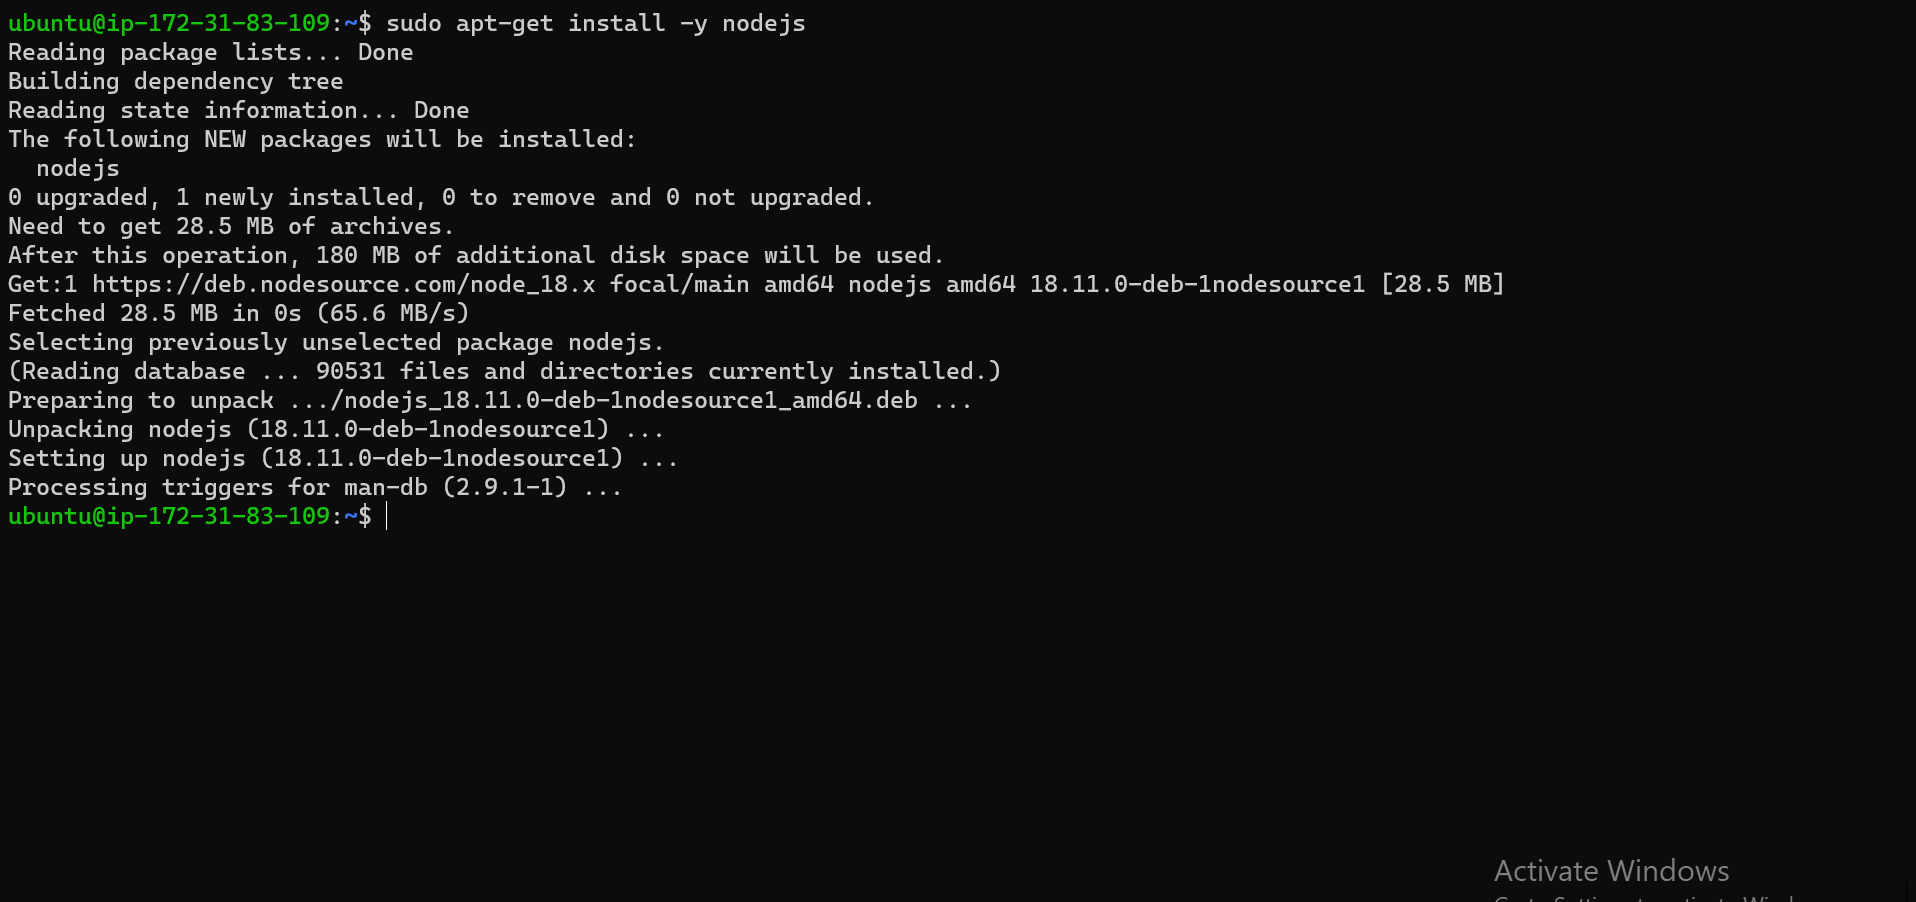 ubuntu@ip-172-31-83-109:~$ sudo apt-get install -y nodejs
Reading package lists... Done
Building dependency tree
Reading state information... Done
The following NEW packages will be installed:
  nodejs
0 upgraded, 1 newly installed, 0 to remove and 0 not upgraded.
Need to get 28.5 MB of archives.
After this operation, 180 MB of additional disk space will be used.
Get:1 https://deb.nodesource.com/node_18.x focal/main amd64 nodejs amd64 18.11.0-deb-1nodesource1 [28.5 MB]
Fetched 28.5 MB in 0s (65.6 MB/s)
Selecting previously unselected package nodejs.
(Reading database ... 90531 files and directories currently installed.)
Preparing to unpack .../nodejs_18.11.0-deb-1nodesource1_amd64.deb ...
Unpacking nodejs (18.11.0-deb-1nodesource1) ...
Setting up nodejs (18.11.0-deb-1nodesource1) ...
Processing triggers for man-db (2.9.1-1) ...
ubuntu@ip-172-31-83-109:~$
Activate Windows